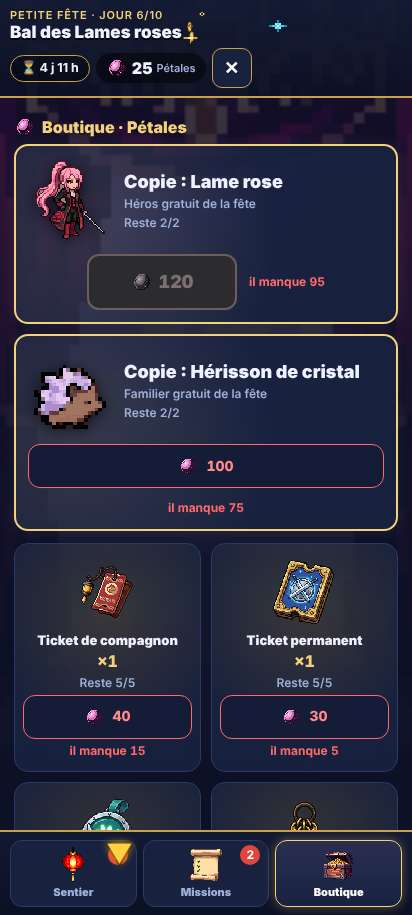 PETITE FÊTE · JOUR 6/10
Bal des Lames roses
4 j 11 h
25 Pétales
✕
Boutique · Pétales
Copie : Lame rose
Héros gratuit de la fête
Reste 2/2
120
il manque 95
Copie : Hérisson de cristal
Familier gratuit de la fête
Reste 2/2
100
il manque 75
Ticket de compagnon
×1
Reste 5/5
40
il manque 15
Ticket permanent
×1
Reste 5/5
30
il manque 5
Sentier
2
Missions
Boutique